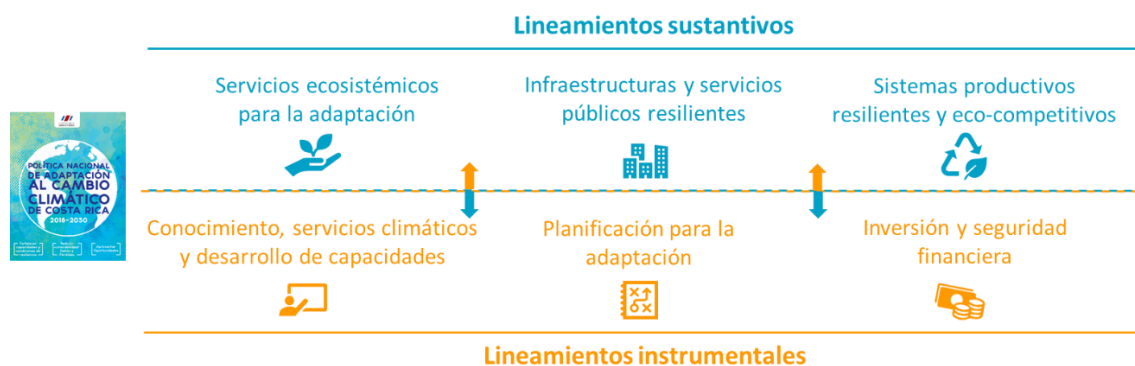 Lineamientos sustantivos
Servicios ecosistémicos
para la adaptación
Infraestructuras y servicios
públicos resilientes
Sistemas productivos
resilientes y eco-competitivos
POLÍTICA NACIONAL
DE ADAPTACIÓN
AL CAMBIO
CLIMÁTICO
DE COSTA RICA
2018-2030
Conocimiento, servicios climáticos
y desarrollo de capacidades
Planificación para la
adaptación
Inversión y seguridad
financiera
Lineamientos instrumentales